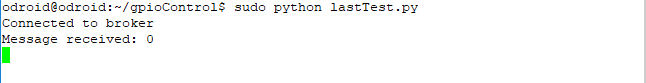 odroid@odroid:~/gpioControl$ sudo python lastTest.py
Connected to broker
Message received: 0